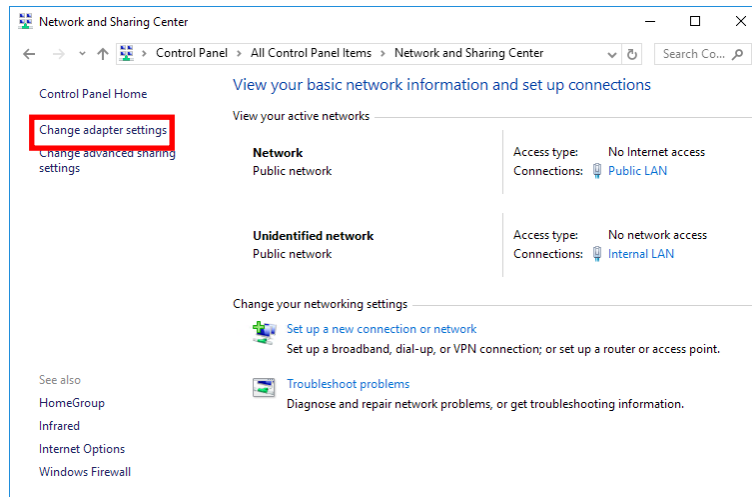 Network and Sharing Center
Control Panel > All Control Panel Items > Network and Sharing Center
Search Co...
Control Panel Home
Change adapter settings
Change advanced sharing
settings
View your basic network information and set up connections
View your active networks
Network
Public network
Access type: No Internet access
Connections: Public LAN
Unidentified network
Public network
Access type: No network access
Connections: Internal LAN
Change your networking settings
Set up a new connection or network
Set up a broadband, dial-up, or VPN connection; or set up a router or access point.
Troubleshoot problems
Diagnose and repair network problems, or get troubleshooting information.
See also
HomeGroup
Infrared
Internet Options
Windows Firewall